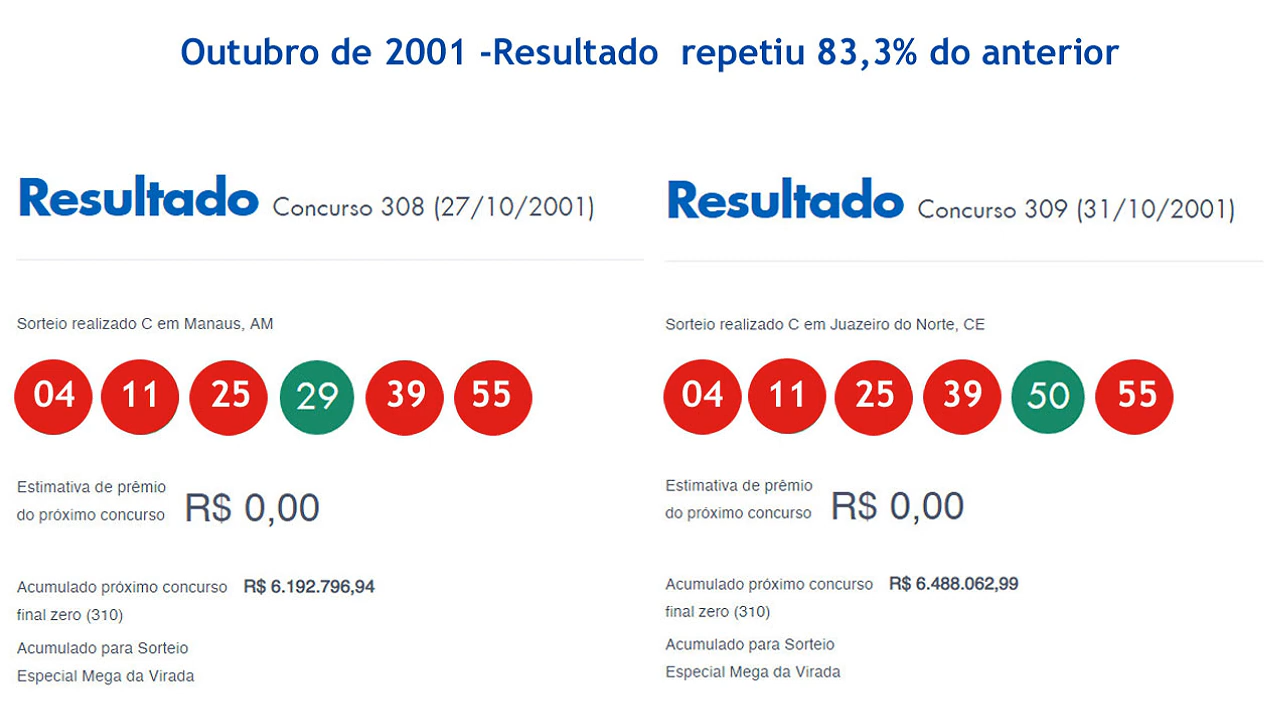 Outubro de 2001 -Resultado repetiu 83,3% do anterior
Resultado Concurso 308 (27/10/2001)
Sorteio realizado C em Manaus, AM
04 11 25 29 39 55
Estimativa de prêmio
do próximo concurso R$ 0,00
Acumulado próximo concurso R$ 6.192.796,94
final zero (310)
Acumulado para Sorteio
Especial Mega da Virada
Resultado Concurso 309 (31/10/2001)
Sorteio realizado C em Juazeiro do Norte, CE
04 11 25 39 50 55
Estimativa de prêmio
do próximo concurso R$ 0,00
Acumulado próximo concurso R$ 6.488.062,99
final zero (310)
Acumulado para Sorteio
Especial Mega da Virada